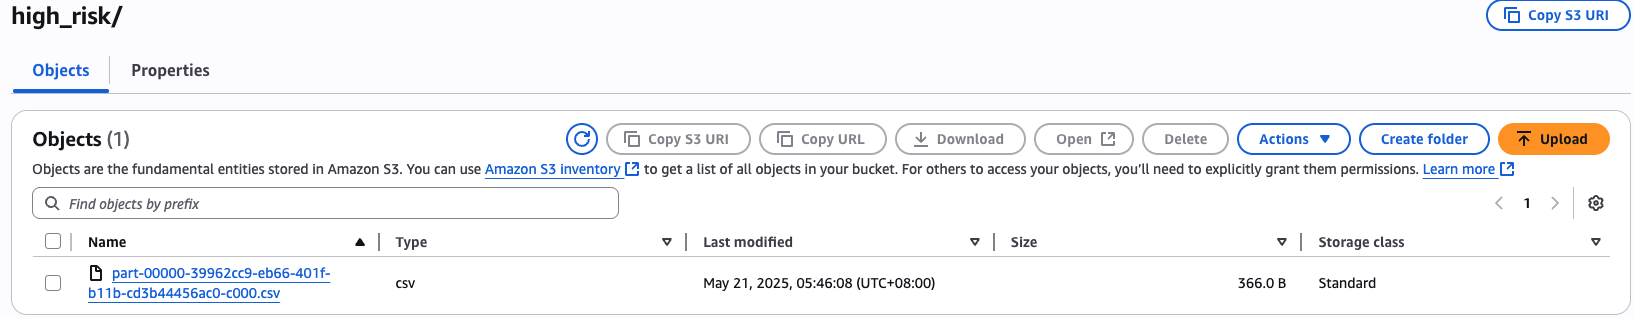 high_risk/
Copy S3 URI
Objects
Properties
Objects (1)
Copy S3 URI
Copy URL
Download
Open
Delete
Actions
Create folder
Upload
Objects are the fundamental entities stored in Amazon S3. You can use Amazon S3 inventory to get a list of all objects in your bucket. For others to access your objects, you'll need to explicitly grant them permissions. Learn more
Find objects by prefix
1
Name
Type
Last modified
Size
Storage class
part-00000-39962cc9-eb66-401f-
b11b-cd3b44456ac0-c000.csv
csv
May 21, 2025, 05:46:08 (UTC+08:00)
366.0 B
Standard